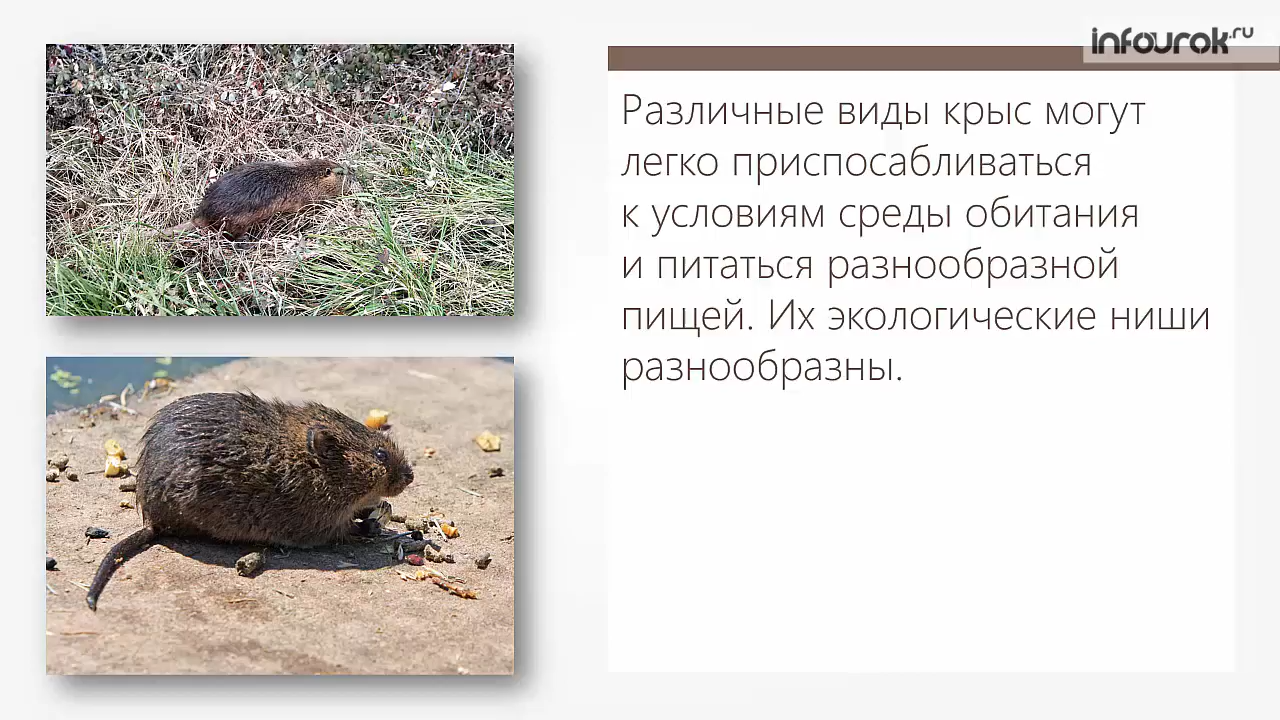 infourok.ru
Различные виды крыс могут
легко приспосабливаться
к условиям среды обитания
и питаться разнообразной
пищей. Их экологические ниши
разнообразны.